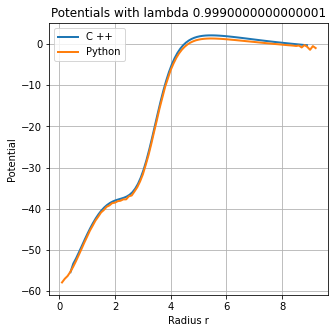 Potentials with lambda 0.9990000000000001
C ++
Python
0
−10
−20
−30
−40
−50
−60
Potential
0 2 4 6 8
Radius r